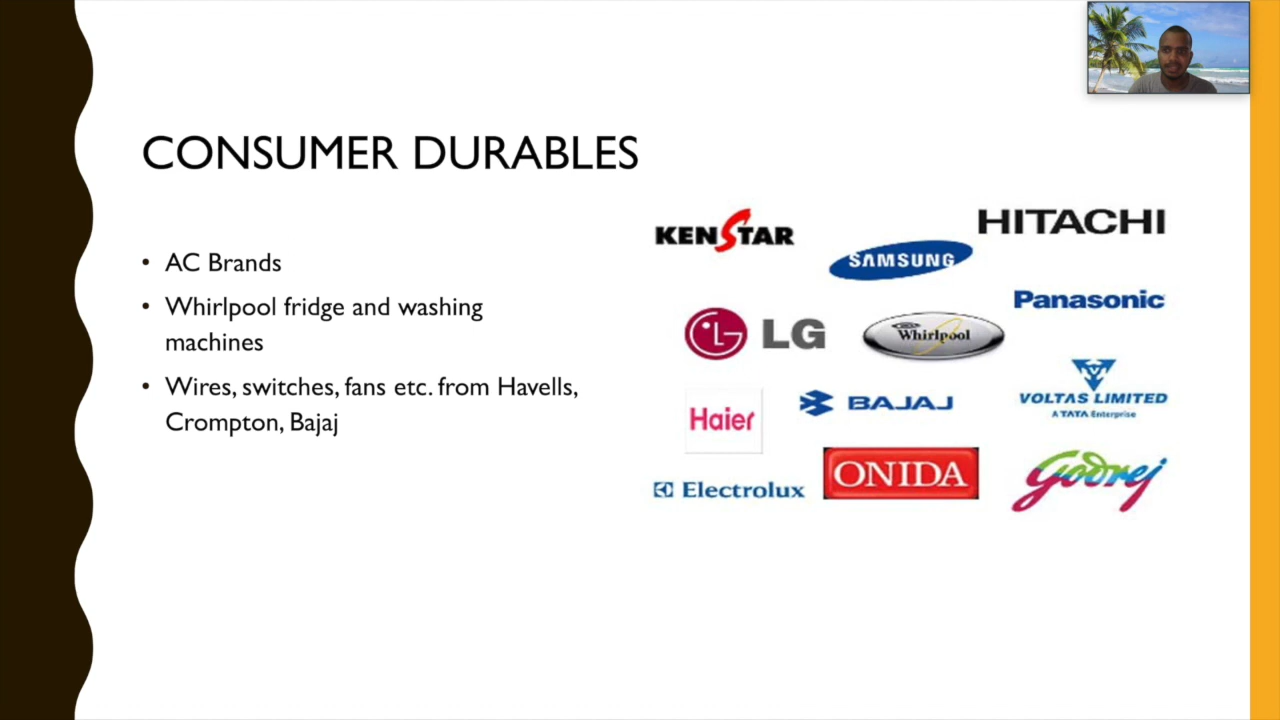 CONSUMER DURABLES
• AC Brands
• Whirlpool fridge and washing
machines
• Wires, switches, fans etc. from Havells,
Crompton, Bajaj
KENSTAR
HITACHI
SAMSUNG
Panasonic
LG LG
Whirlpool
VOLTAS LIMITED
A TATA Enterprise
Haier
BAJAJ
Electrolux
ONIDA
Godrej